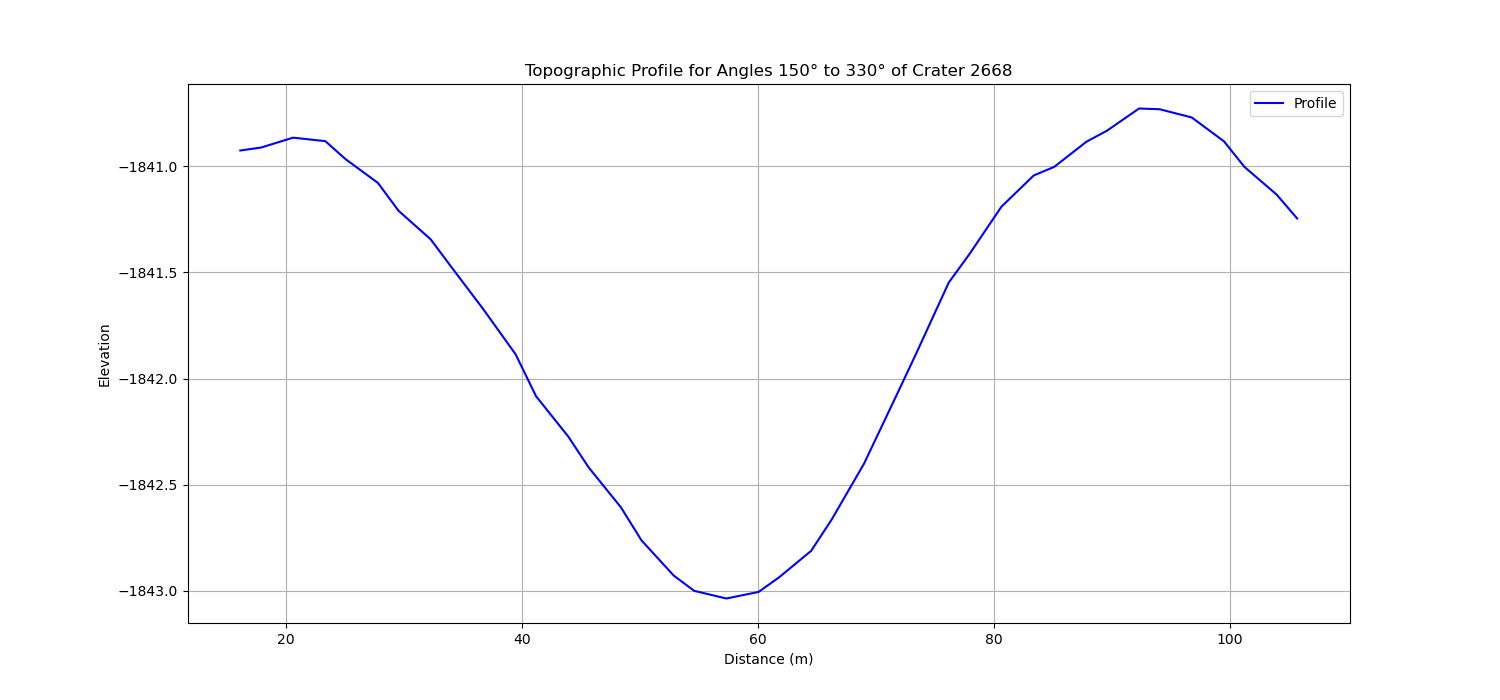 Topographic Profile for Angles 150° to 330° of Crater 2668
Profile
Elevation
−1841.0
−1841.5
−1842.0
−1842.5
−1843.0
20 40 60 80 100
Distance (m)